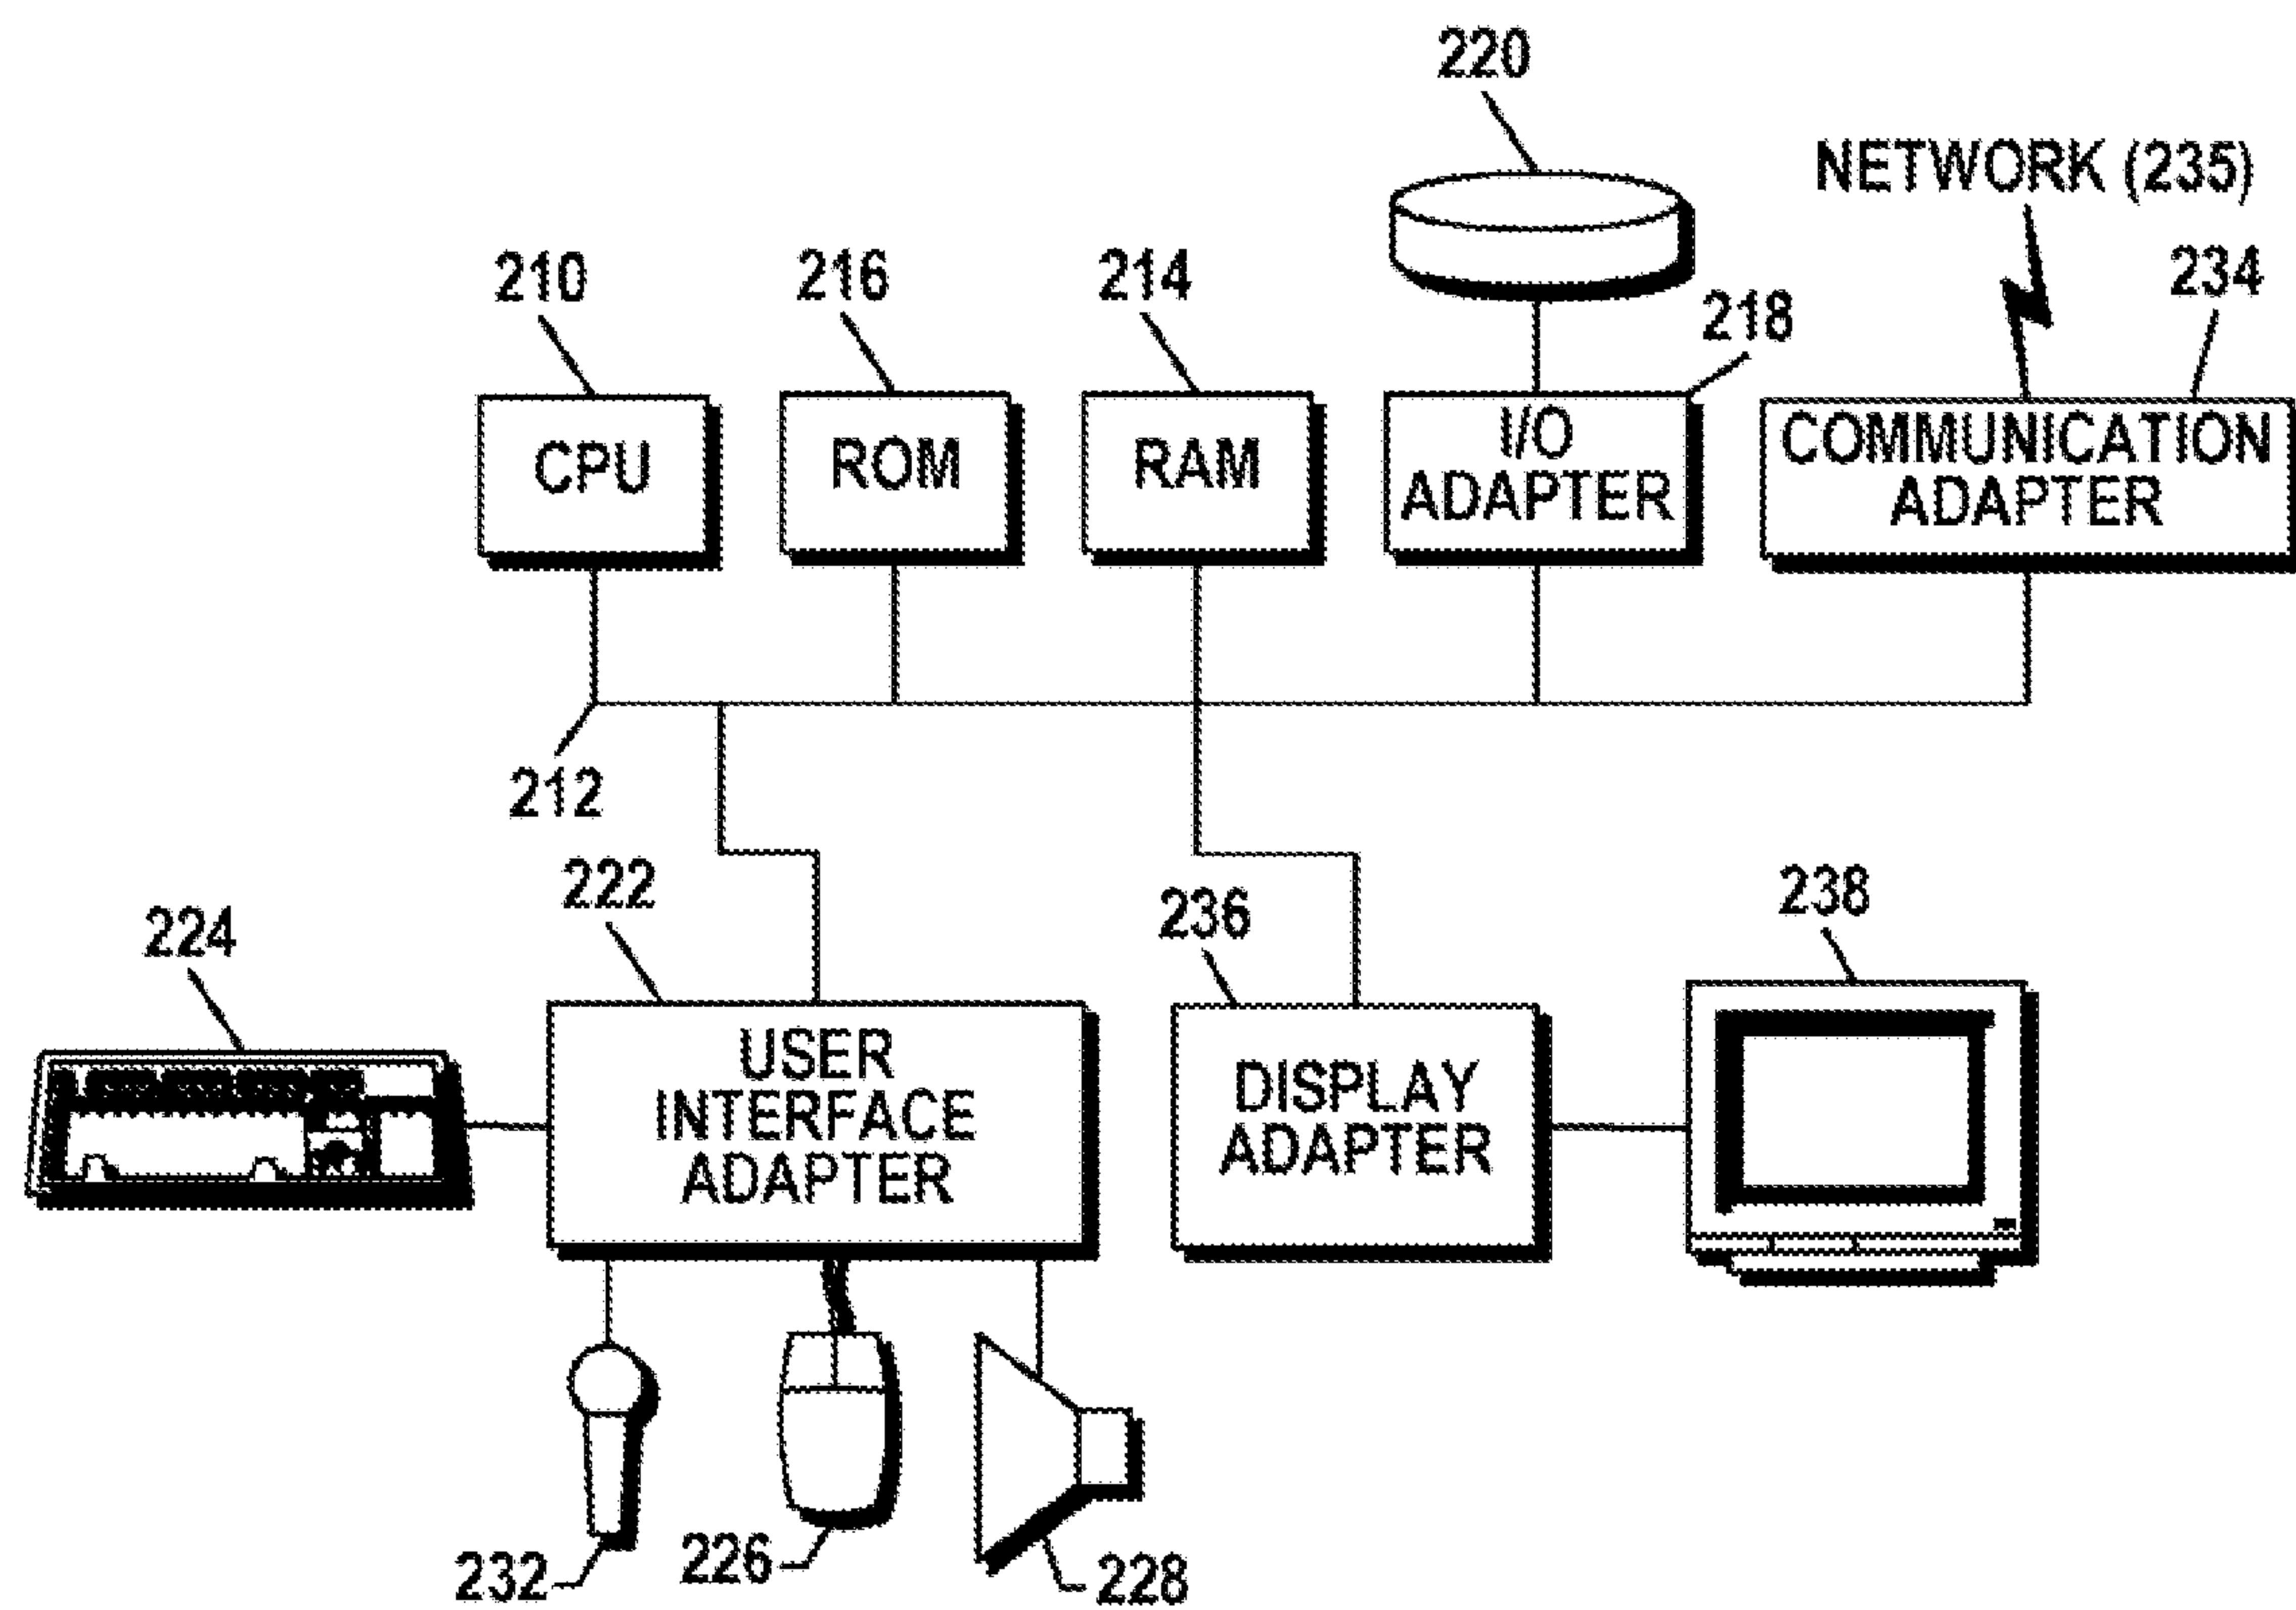 220
NETWORK (235)
210
216
214
218
234
CPU
ROM
RAM
I/O
ADAPTER
COMMUNICATION
ADAPTER
212
222
236
238
224
USER
INTERFACE
ADAPTER
DISPLAY
ADAPTER
232
226
228